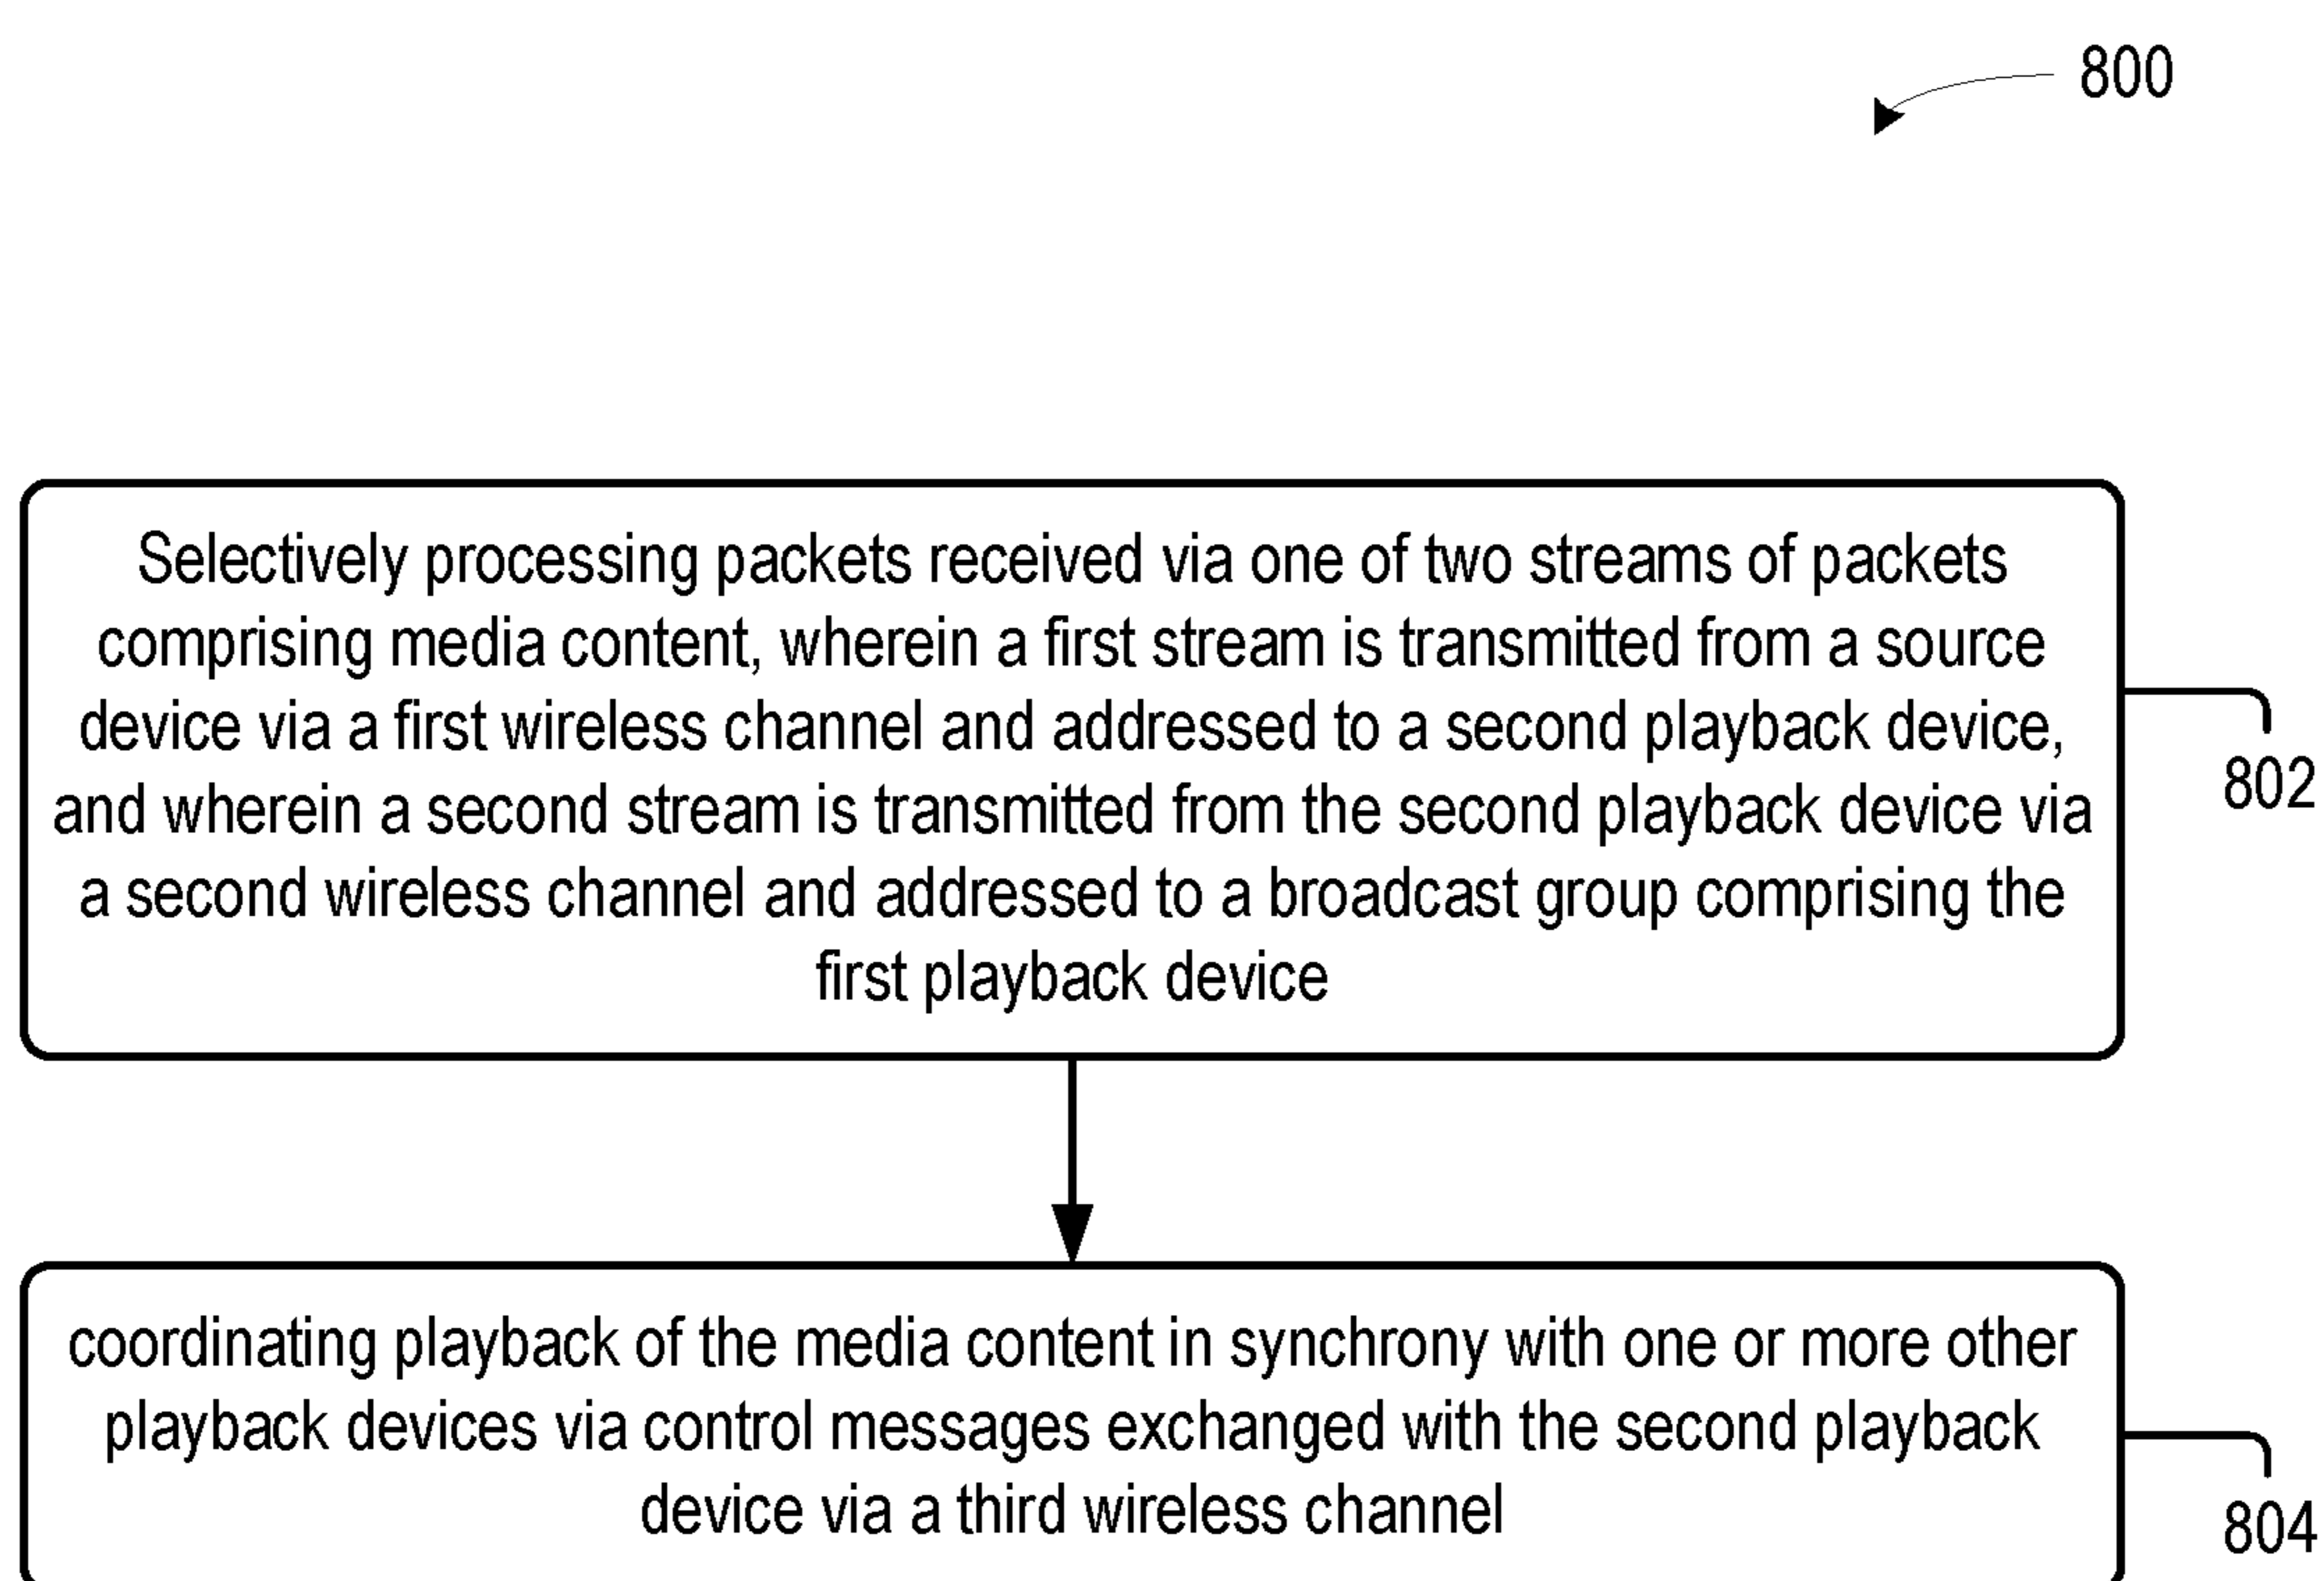 800
Selectively processing packets received via one of two streams of packets
comprising media content, wherein a first stream is transmitted from a source
device via a first wireless channel and addressed to a second playback device,
and wherein a second stream is transmitted from the second playback device via
a second wireless channel and addressed to a broadcast group comprising the
first playback device
802
coordinating playback of the media content in synchrony with one or more other
playback devices via control messages exchanged with the second playback
device via a third wireless channel
804